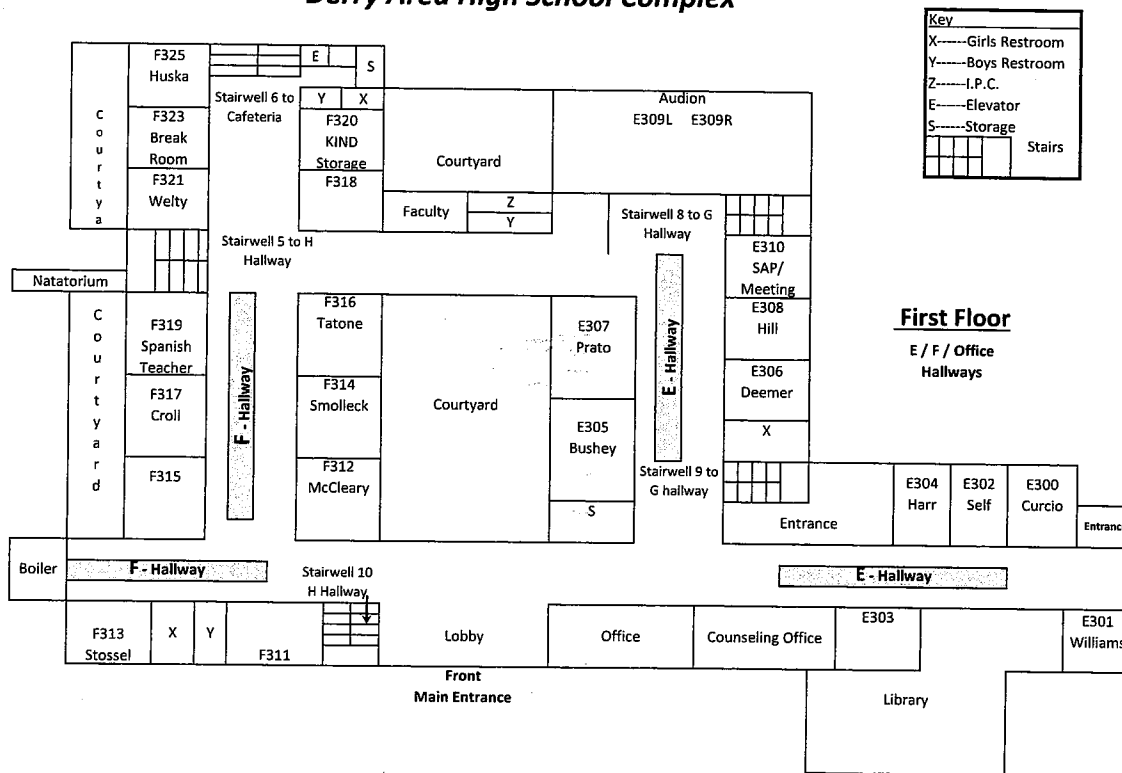 Derry Area High School Complex
Key
X------Girls Restroom
Y------Boys Restroom
Z------I.P.C.
E------Elevator
S------Storage
Stairs
F325
Huska
E
S
Stairwell 6 to
Cafeteria
Y
X
Audion
E309L E309R
Courtya
F323
Break
Room
F320
KIND
Storage
Courtyard
F321
Welty
F318
Faculty
Z
Y
Stairwell 8 to G
Hallway
Stairwell 5 to H
Hallway
E310
SAP/
Meeting
Natatorium
Courtyard
F319
Spanish
Teacher
F - Hallway
F316
Tatone
Courtyard
E307
Prato
E - Hallway
E308
Hill
First Floor
E / F / Office
Hallways
F317
Croll
F314
Smolleck
E306
Deemer
F315
F312
McCleary
E305
Bushey
X
S
Stairwell 9 to
G hallway
Entrance
E304
Harr
E302
Self
E300
Curcio
Entranc
Boiler
F - Hallway
Stairwell 10
H Hallway
E - Hallway
F313
Stossel
X
Y
F311
Lobby
Office
Counseling Office
E303
E301
Williams
Front
Main Entrance
Library